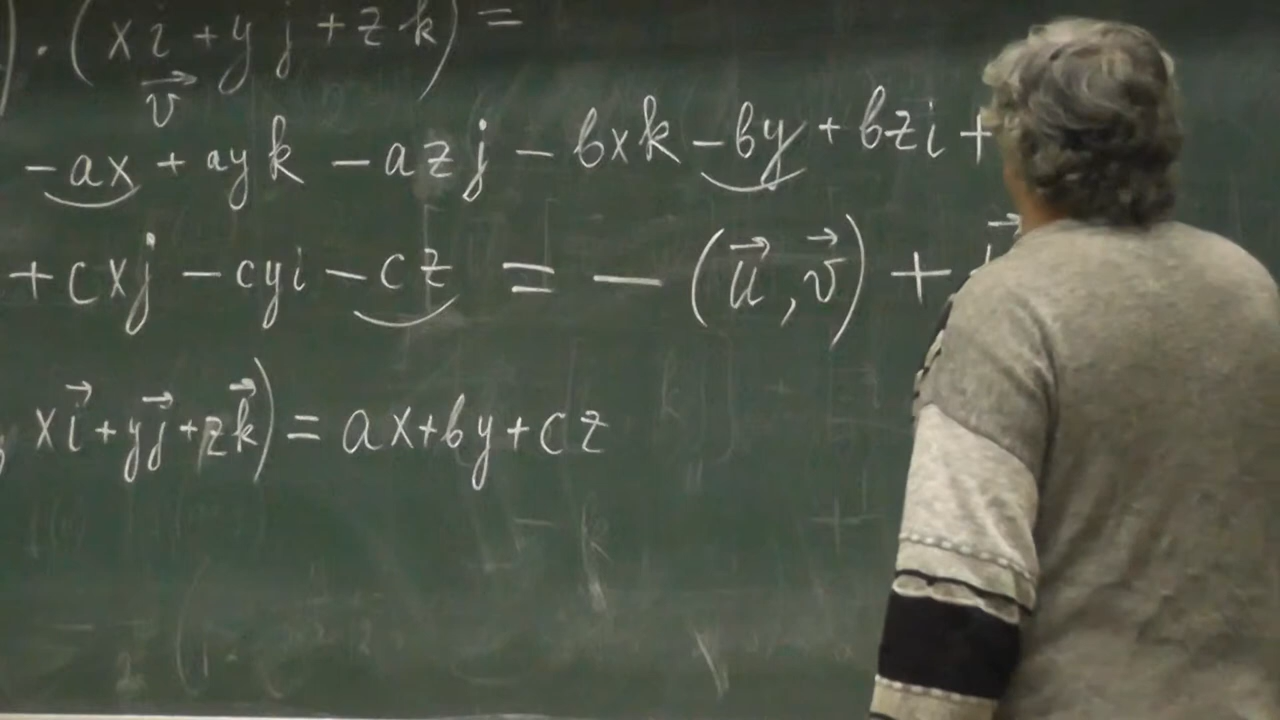 ) · (xi + yj + zk) =
v⃗
-ax + ayk - azj - bxk - by + bzi +
+ cxj - cyi - cz = - (u⃗, v⃗) +
xi⃗ + yj⃗ + zk⃗) = ax + by + cz